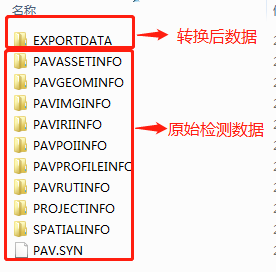 名称
EXPORTDATA
转换后数据
PAVASSETINFO
PAVGEOMINFO
PAVIMGINFO
PAVIRIINFO
PAVPOIINFO
原始检测数据
PAVPROFILEINFO
PAVRUTINFO
PROJECTINFO
SPATIALINFO
PAV.SYN